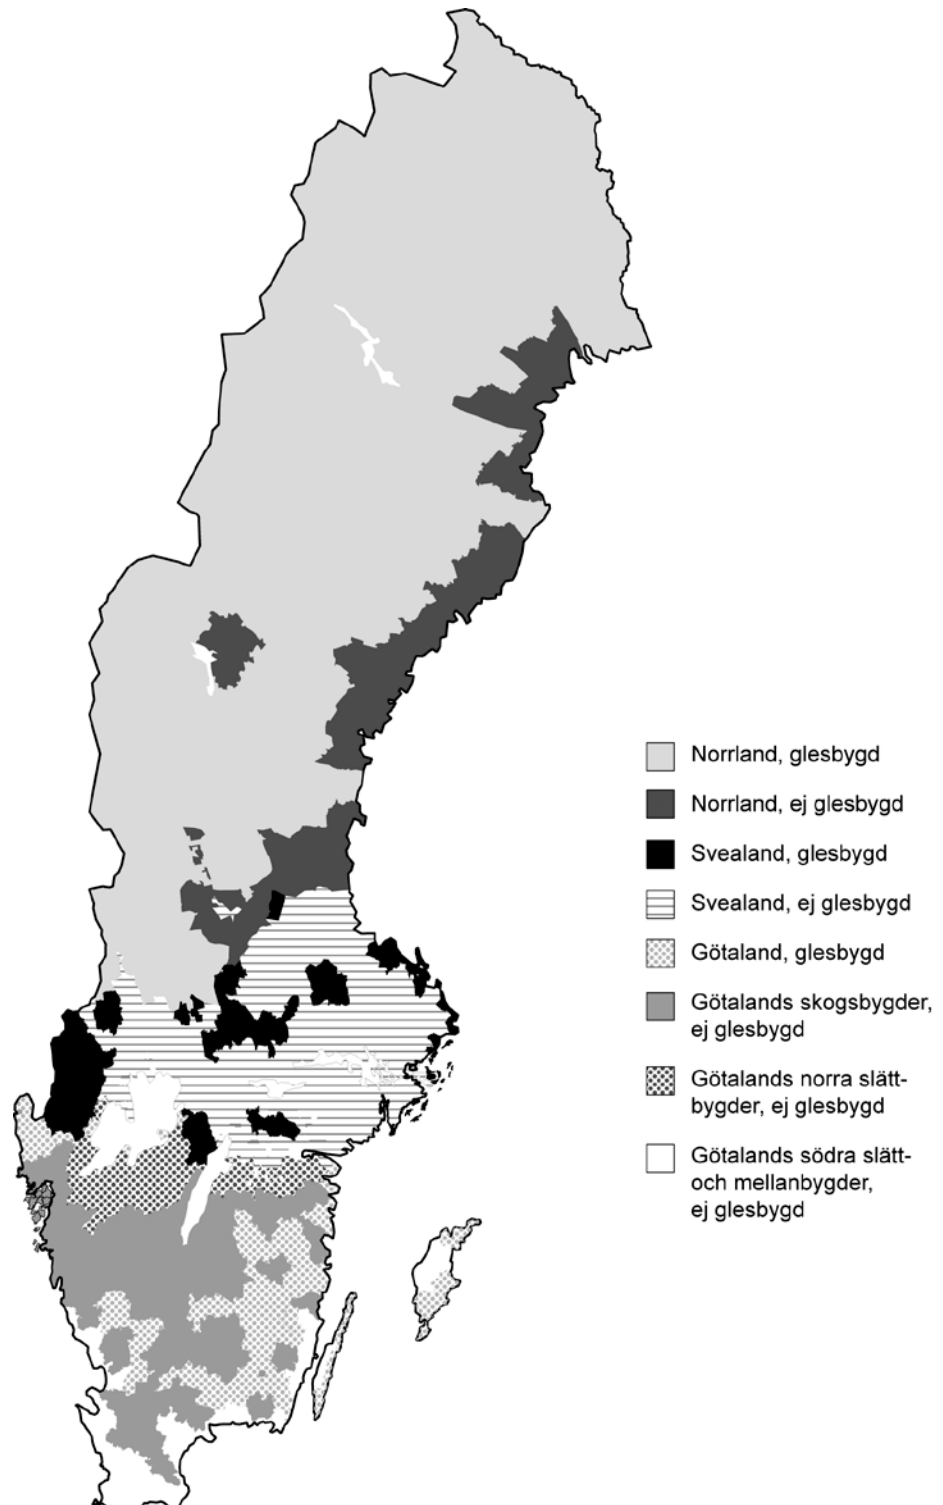 Norrland, glesbygd
Norrland, ej glesbygd
Svealand, glesbygd
Svealand, ej glesbygd
Götaland, glesbygd
Götalands skogsbygder,
ej glesbygd
Götalands norra slätt-
bygder, ej glesbygd
Götalands södra slätt-
och mellanbygder,
ej glesbygd